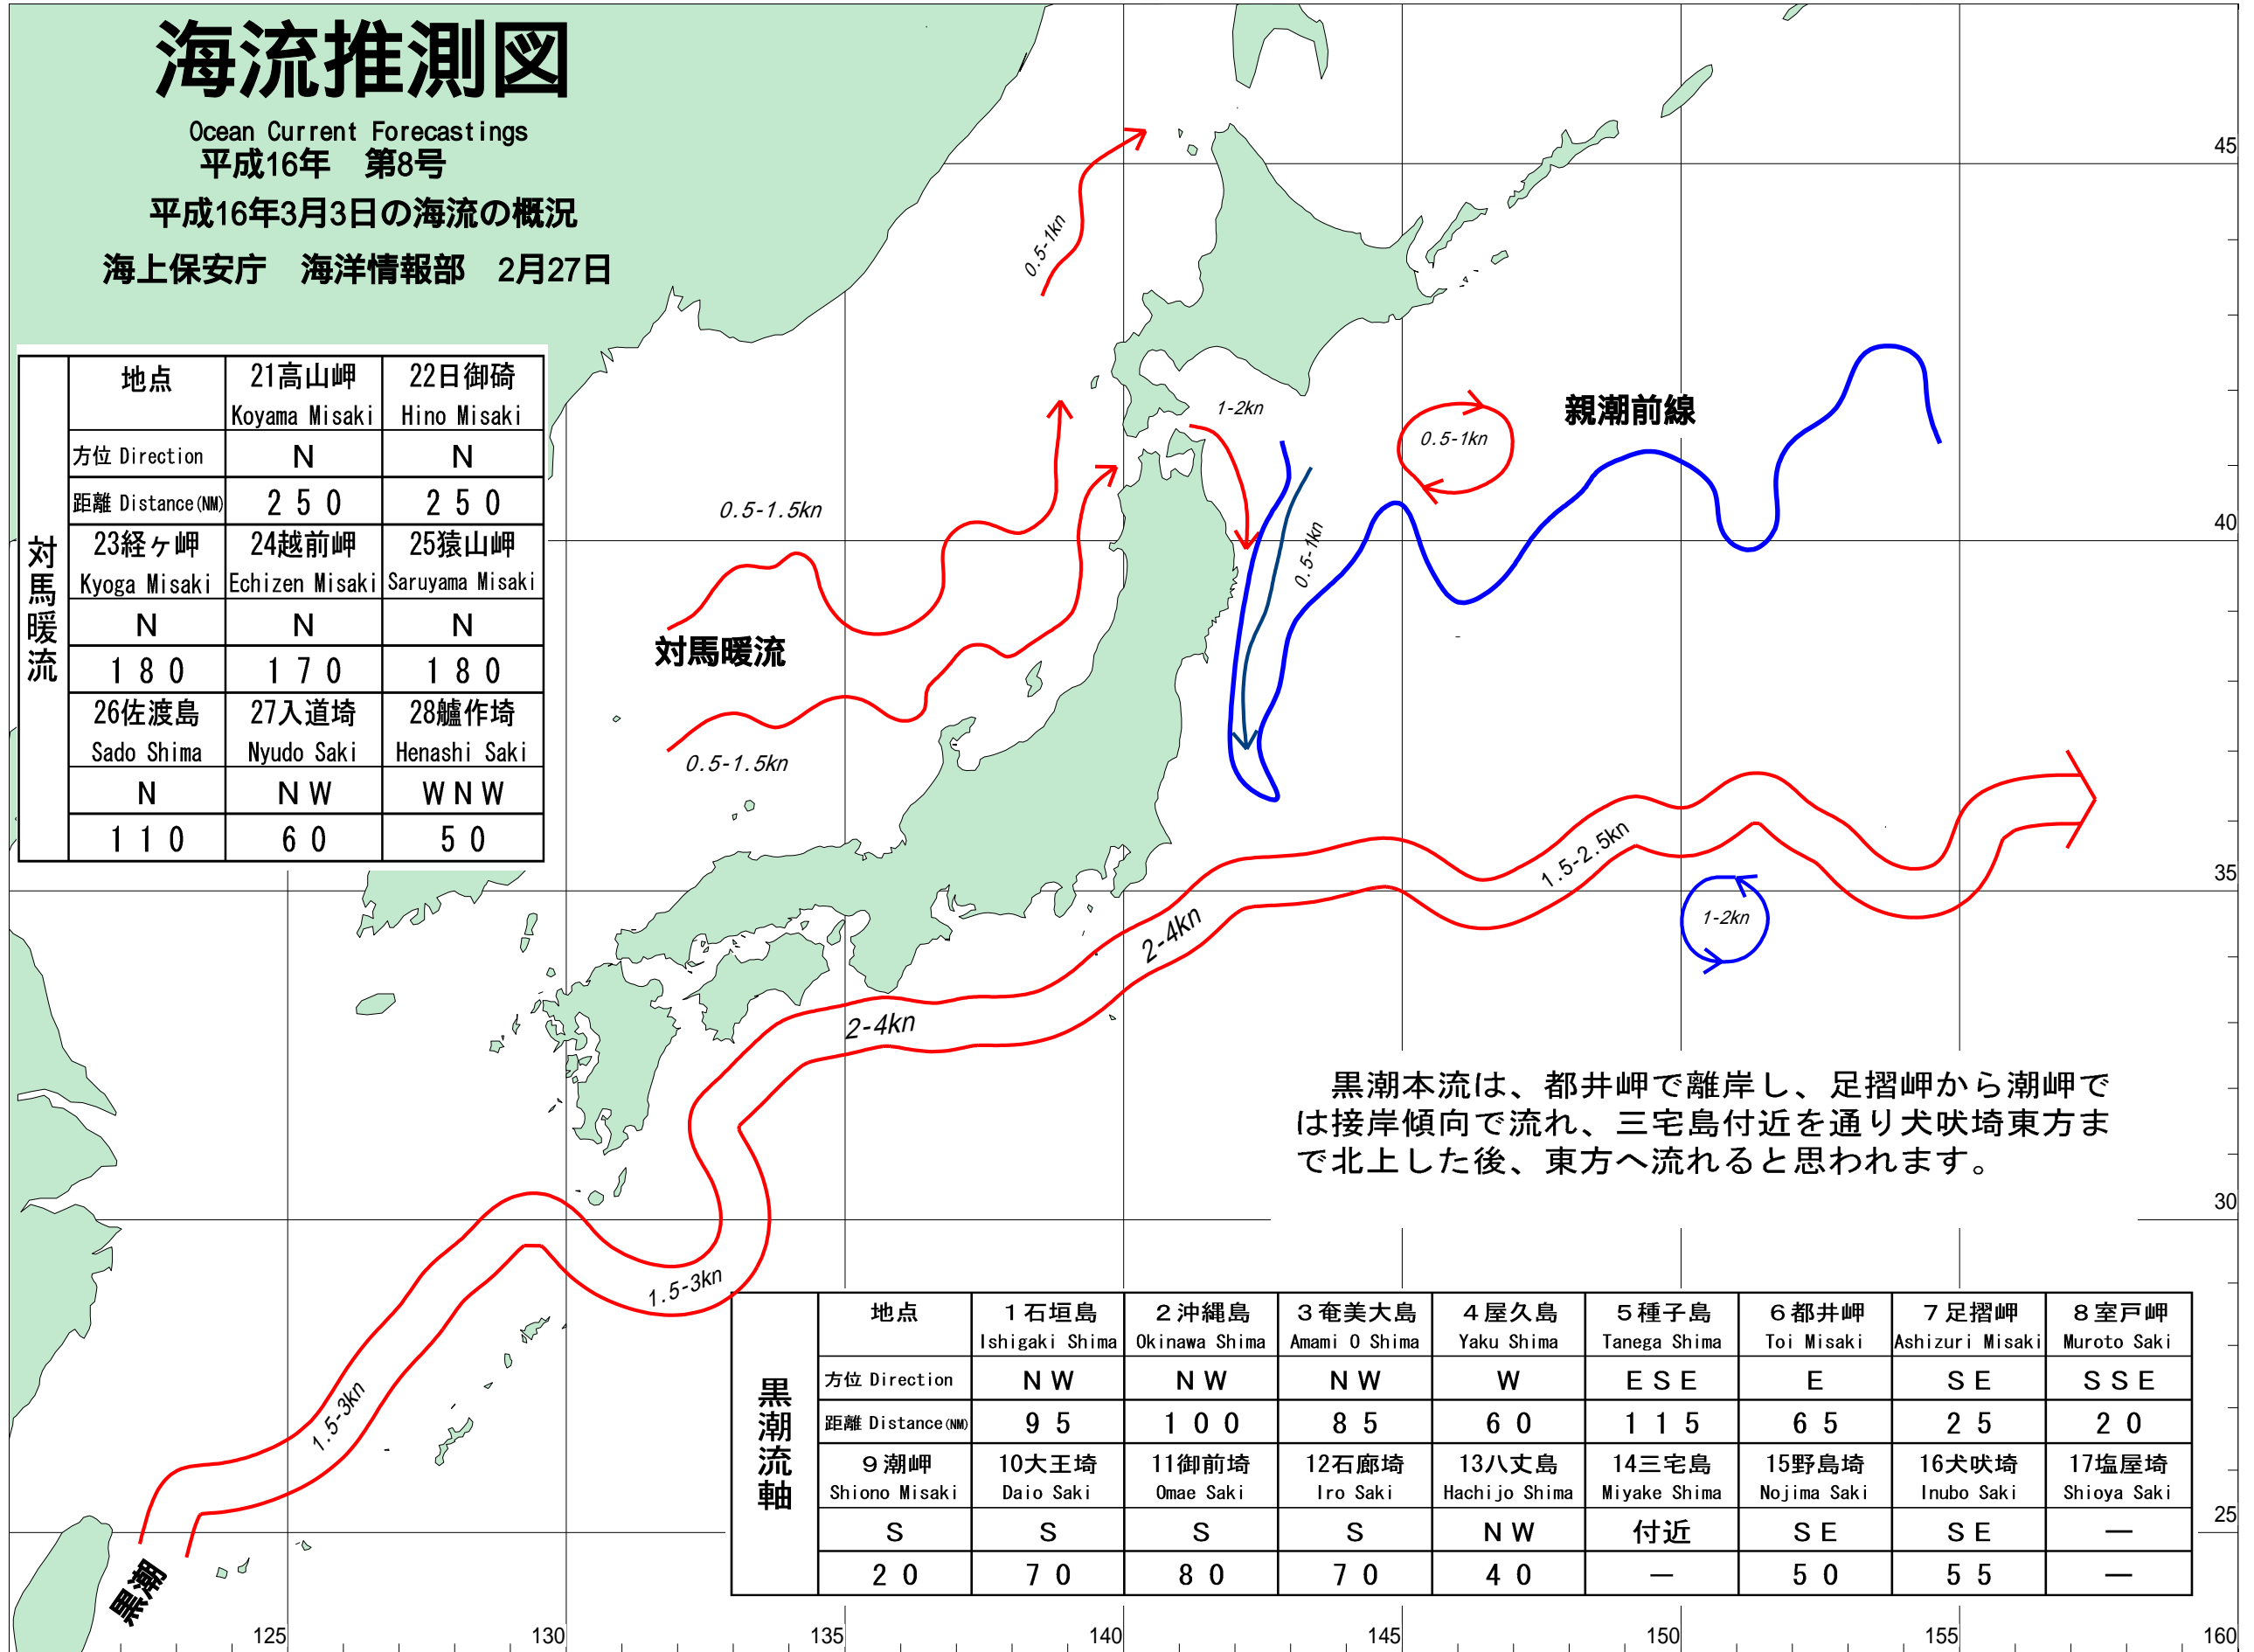 海流推測図
Ocean Current Forecastings
平成16年　第8号
平成16年3月3日の海流の概況
海上保安庁　海洋情報部　2月27日
対馬暖流
地点 21高山岬 22日御碕
Koyama Misaki Hino Misaki
方位 Direction N N
距離 Distance(NM) 250 250
23経ヶ岬 24越前岬 25猿山岬
Kyoga Misaki Echizen Misaki Saruyama Misaki
N N N
180 170 180
26佐渡島 27入道埼 28艫作埼
Sado Shima Nyudo Saki Henashi Saki
N NW WNW
110 60 50
0.5-1kn
1-2kn
0.5-1kn
親潮前線
0.5-1.5kn
0.5-1kn
対馬暖流
0.5-1.5kn
1.5-2.5kn
1-2kn
2-4kn
2-4kn
1.5-3kn
1.5-3kn
黒潮
黒潮本流は、都井岬で離岸し、足摺岬から潮岬で
は接岸傾向で流れ、三宅島付近を通り犬吠埼東方ま
で北上した後、東方へ流れると思われます。
黒潮流軸
地点 1石垣島 2沖縄島 3奄美大島 4屋久島 5種子島 6都井岬 7足摺岬 8室戸岬
Ishigaki Shima Okinawa Shima Amami O Shima Yaku Shima Tanega Shima Toi Misaki Ashizuri Misaki Muroto Saki
方位 Direction NW NW NW W ESE E SE SSE
距離 Distance(NM) 95 100 85 60 115 65 25 20
9潮岬 10大王埼 11御前埼 12石廊埼 13八丈島 14三宅島 15野島埼 16犬吠埼 17塩屋埼
Shiono Misaki Daio Saki Omae Saki Iro Saki Hachijo Shima Miyake Shima Nojima Saki Inubo Saki Shioya Saki
S S S S NW 付近 SE SE —
20 70 80 70 40 — 50 55 —
45
40
35
30
25
125 130 135 140 145 150 155 160